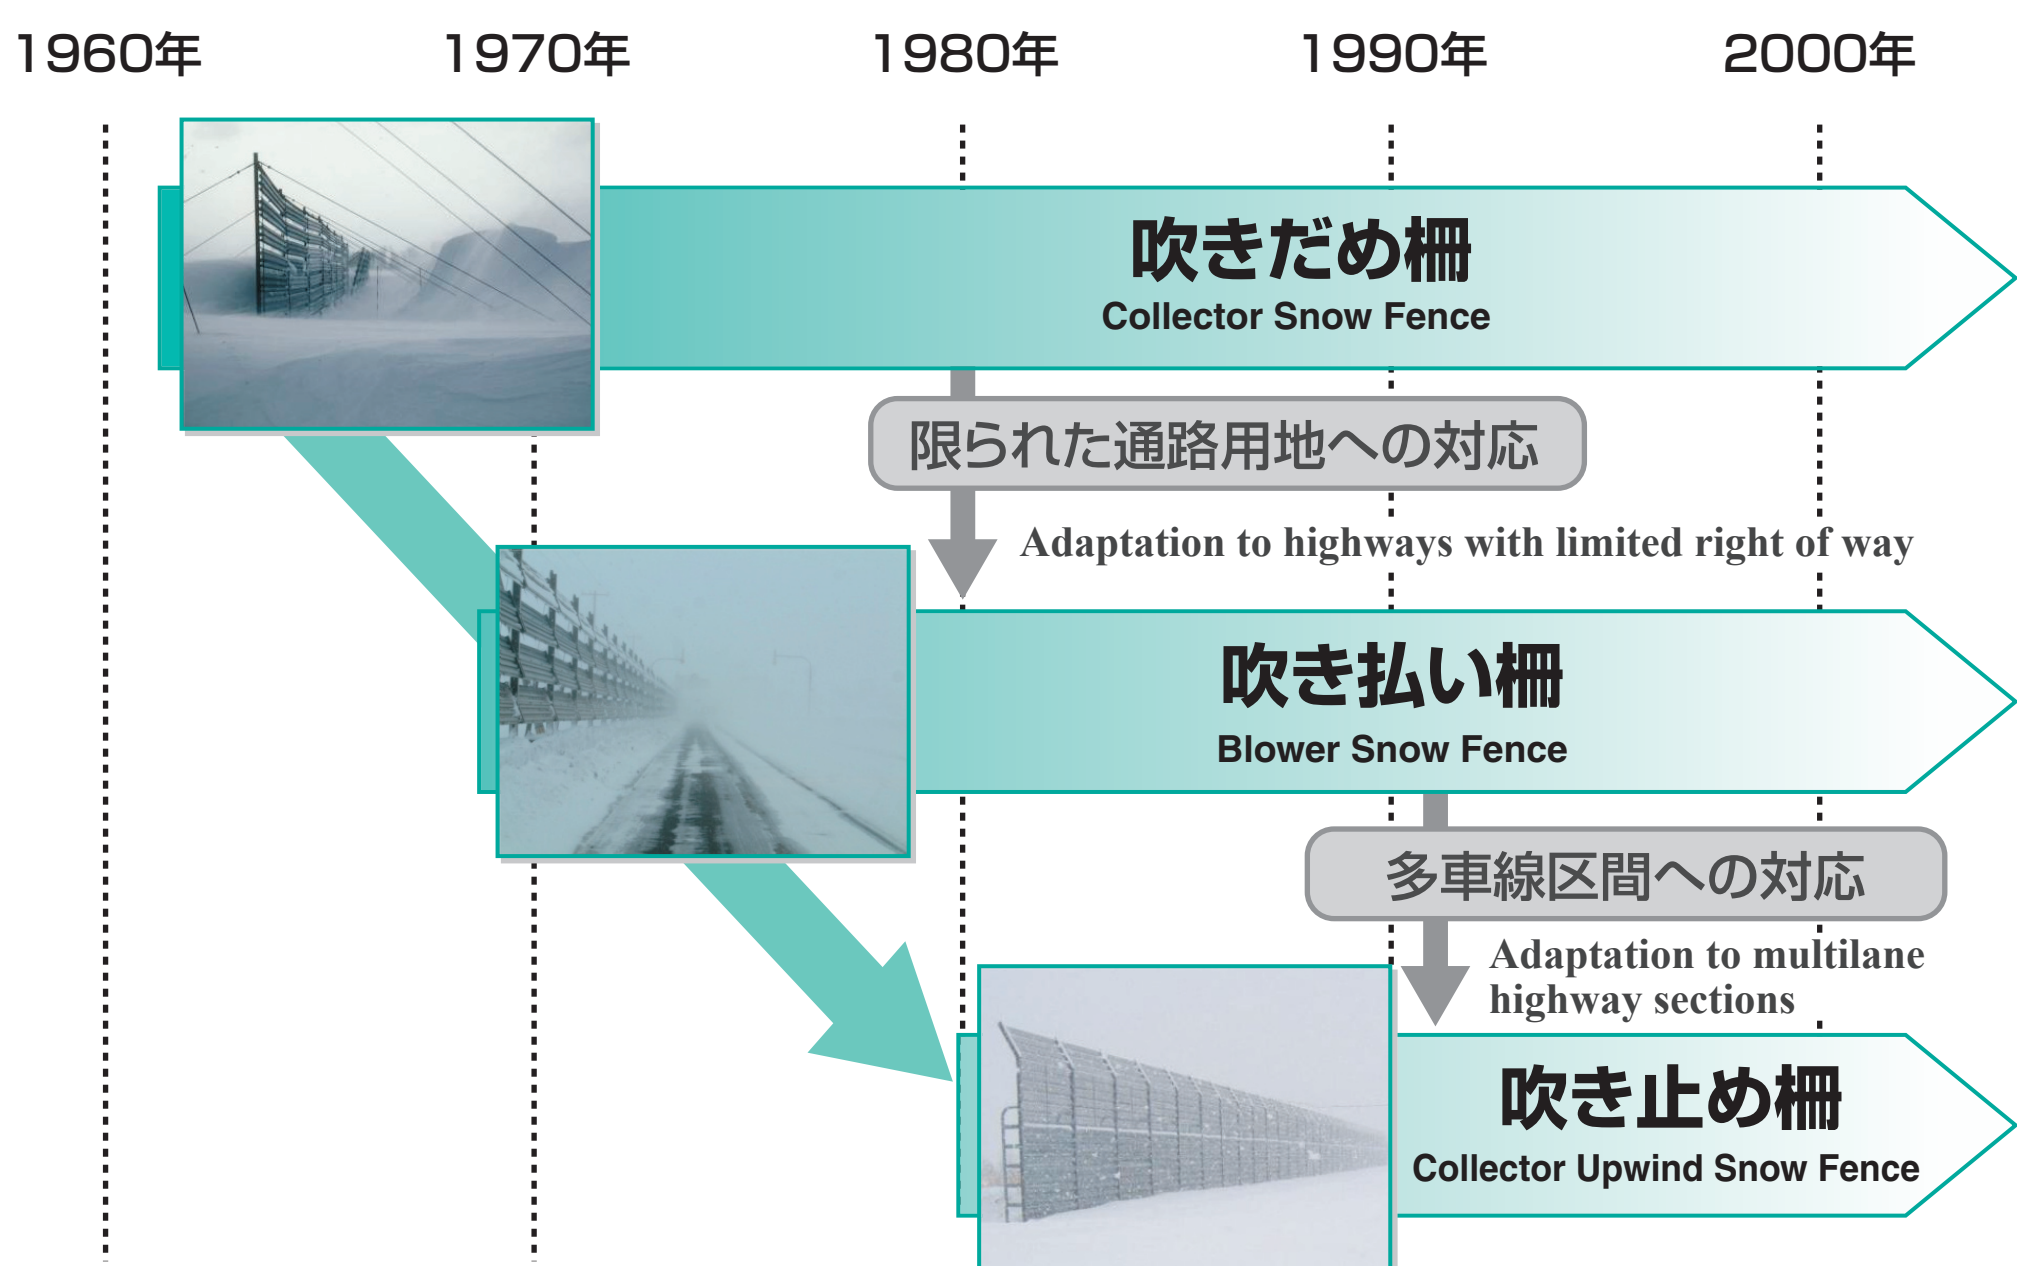 1960年 1970年 1980年 1990年 2000年
吹きだめ柵
Collector Snow Fence
限られた通路用地への対応
Adaptation to highways with limited right of way
吹き払い柵
Blower Snow Fence
多車線区間への対応
Adaptation to multilane
highway sections
吹き止め柵
Collector Upwind Snow Fence